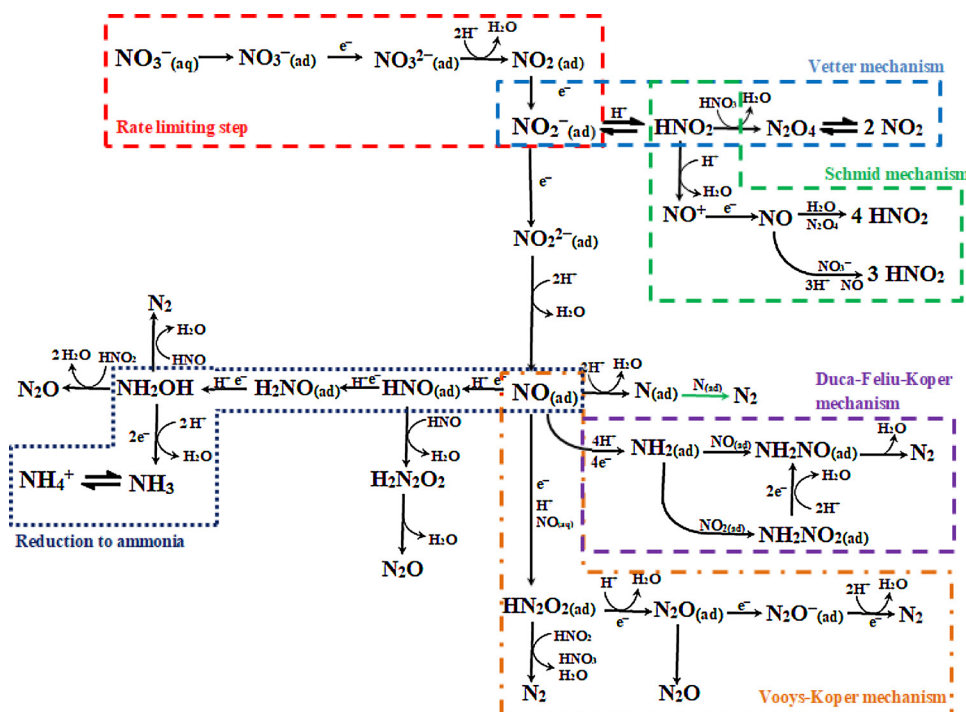 NO₃⁻(aq) NO₃⁻(ad) e⁻ NO₃²⁻(ad) 2H⁻ H₂O NO₂ (ad)
e⁻
Vetter mechanism
Rate limiting step
NO₂⁻(ad) H⁻ HNO₂ HNO₃ H₂O N₂O₄ 2 NO₂
Schmid mechanism
e⁻
H⁻
H₂O
NO⁺ e⁻ NO H₂O N₂O₄ 4 HNO₂
NO₂²⁻(ad)
NO₃⁻ 3H⁻ NO 3 HNO₂
2H⁻
H₂O
N₂
H₂O
HNO
2 H₂O HNO₂
N₂O NH₂OH H⁻ e⁻ H₂NO(ad) H⁻e⁻ HNO(ad) H⁻ e⁻ NO(ad) 2H⁻ H₂O N(ad) N(ad) N₂
Duca-Feliu-Koper
mechanism
2e⁻ 2H⁻
H₂O
HNO
H₂O
4H⁻
4e⁻
NH₂(ad) NO(ad) NH₂NO(ad) H₂O N₂
NH₄⁺ NH₃
H₂N₂O₂
e⁻
H⁻
NO(aq)
2e⁻ H₂O
2H⁻
NO₂(ad) NH₂NO₂(ad)
Reduction to ammonia
H₂O
N₂O
HN₂O₂(ad) H⁻ H₂O e⁻ N₂O(ad) e⁻ N₂O⁻(ad) 2H⁻ H₂O e⁻ N₂
HNO₂
HNO₃
H₂O
N₂ N₂O
Vooys-Koper mechanism